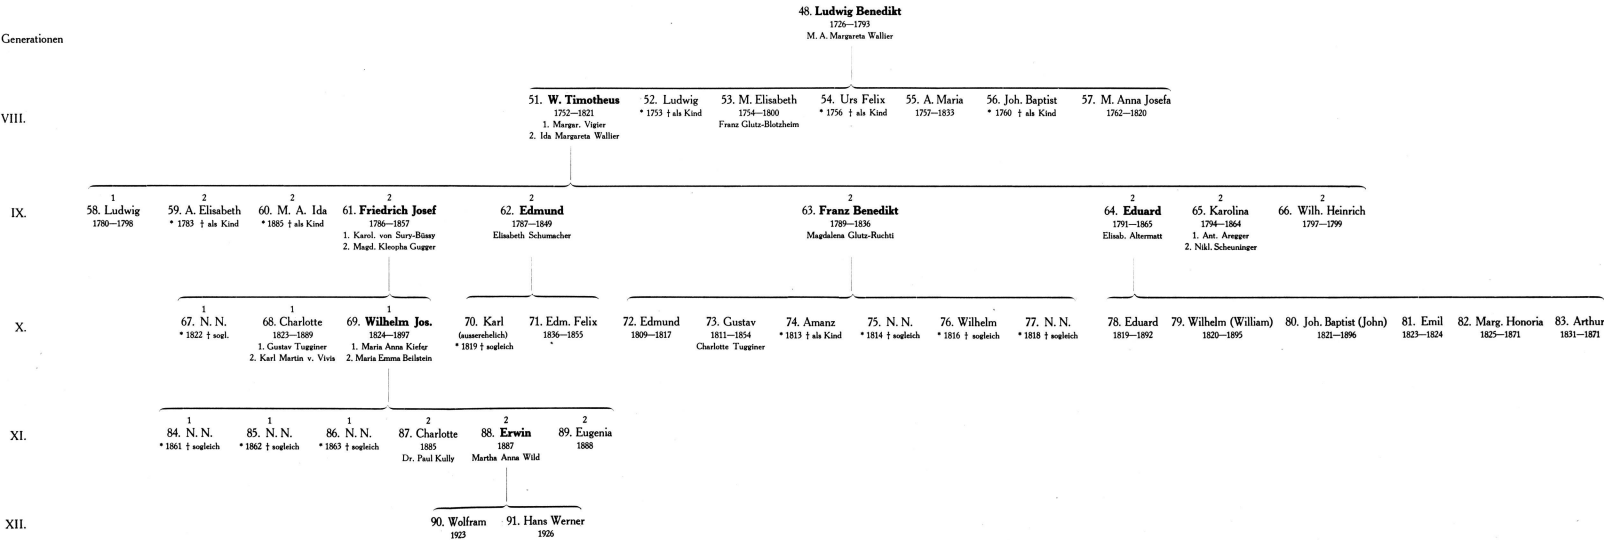 48. Ludwig Benedikt
1726—1793
M. A. Margareta Wallier
Generationen
VIII.
51. W. Timotheus
1752—1821
1. Margar. Vigier
2. Ida Margareta Wallier
52. Ludwig
* 1753 † als Kind
53. M. Elisabeth
1754—1800
Franz Glutz-Blotzheim
54. Urs Felix
* 1756 † als Kind
55. A. Maria
1757—1833
56. Joh. Baptist
* 1760 † als Kind
57. M. Anna Josefa
1762—1820
IX.
1
58. Ludwig
1780—1798
2
59. A. Elisabeth
* 1783 † als Kind
2
60. M. A. Ida
* 1885 † als Kind
2
61. Friedrich Josef
1786—1857
1. Karol. von Sury-Büssy
2. Magd. Kleopha Gugger
2
62. Edmund
1787—1849
Elisabeth Schumacher
2
63. Franz Benedikt
1789—1836
Magdalena Glutz-Ruchti
2
64. Eduard
1791—1865
Elisab. Altermatt
2
65. Karolina
1794—1864
1. Ant. Aregger
2. Nikl. Scheuninger
66. Wilh. Heinrich
1797—1799
X.
1
67. N. N.
* 1822 † sogl.
1
68. Charlotte
1823—1889
1. Gustav Tugginer
2. Karl Martin v. Vivis
1
69. Wilhelm Jos.
1824—1897
1. Maria Anna Kiefer
2. Maria Emma Beilstein
70. Karl
(ausserehelich)
* 1819 † sogleich
71. Edm. Felix
1836—1855
72. Edmund
1809—1817
73. Gustav
1811—1854
Charlotte Tugginer
74. Amanz
* 1813 † als Kind
75. N. N.
* 1814 † sogleich
76. Wilhelm
* 1816 † sogleich
77. N. N.
* 1818 † sogleich
78. Eduard
1819—1892
79. Wilhelm (William)
1820—1895
80. Joh. Baptist (John)
1821—1896
81. Emil
1823—1824
82. Marg. Honoria
1825—1871
83. Arthur
1831—1871
XI.
1
84. N. N.
* 1861 † sogleich
1
85. N. N.
* 1862 † sogleich
1
86. N. N.
* 1863 † sogleich
2
87. Charlotte
1885
Dr. Paul Kully
2
88. Erwin
1887
Martha Anna Wild
2
89. Eugenia
1888
XII.
90. Wolfram
1923
91. Hans Werner
1926